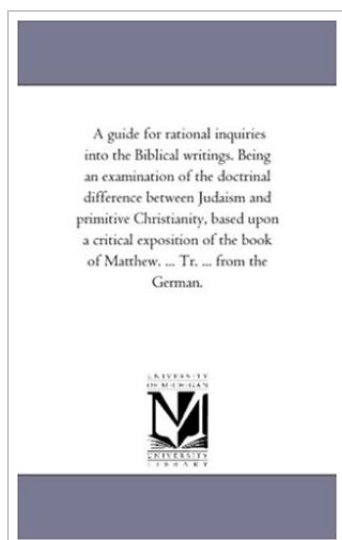 A guide for rational inquiries
into the Biblical writings. Being
an examination of the doctrinal
difference between Judaism and
primitive Christianity, based upon
a critical exposition of the book
of Matthew. ... Tr. ... from the
German.
UNIVERSITY
OF MICHIGAN
UNIVERSITY
LIBRARY